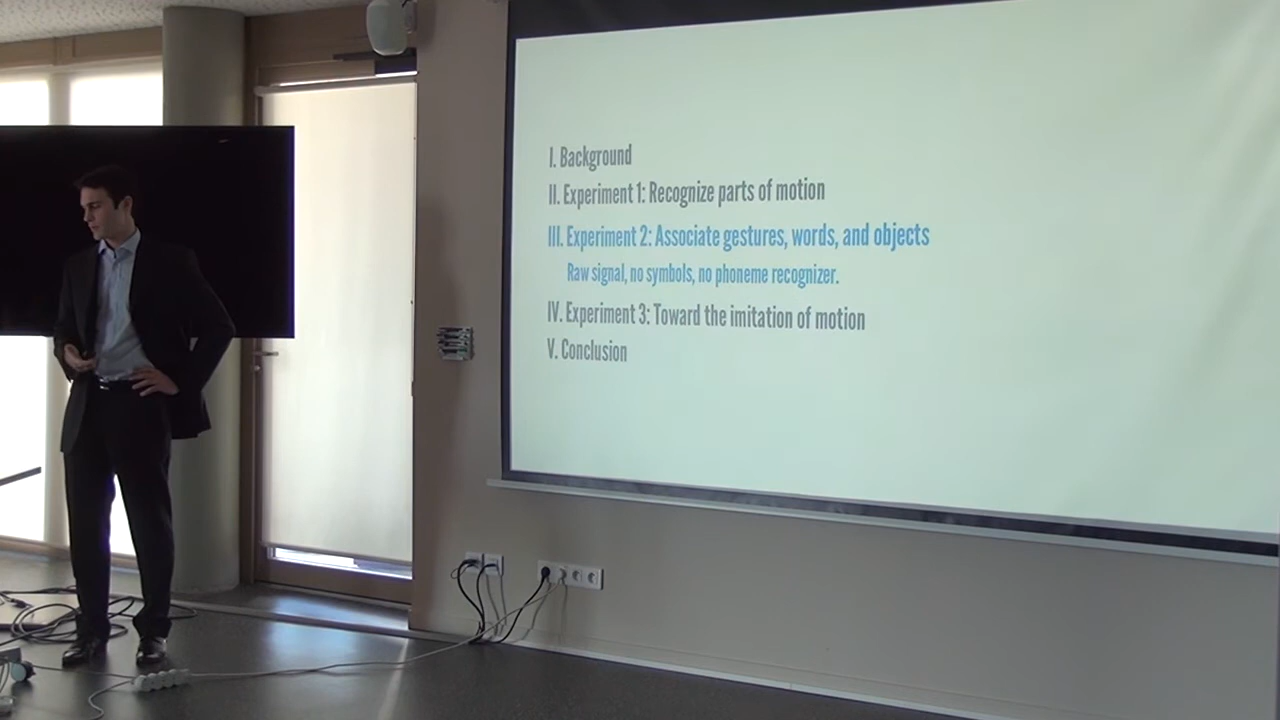 I. Background
II. Experiment 1: Recognize parts of motion
III. Experiment 2: Associate gestures, words, and objects
Raw signal, no symbols, no phoneme recognizer.
IV. Experiment 3: Toward the imitation of motion
V. Conclusion